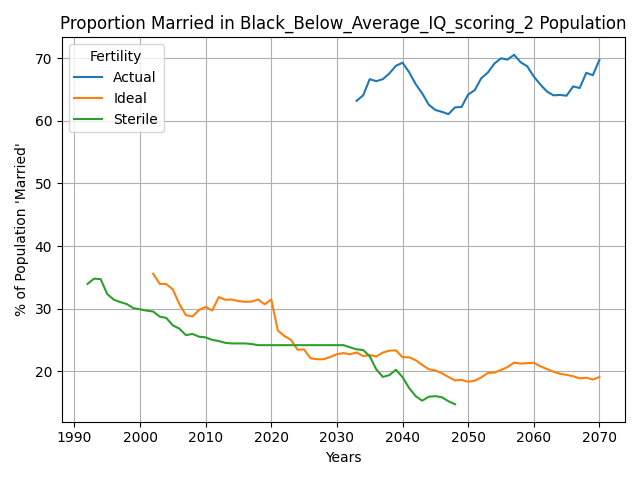 Proportion Married in Black_Below_Average_IQ_scoring_2 Population
% of Population 'Married'
70
60
50
40
30
20
Fertility
Actual
Ideal
Sterile
1990 2000 2010 2020 2030 2040 2050 2060 2070
Years